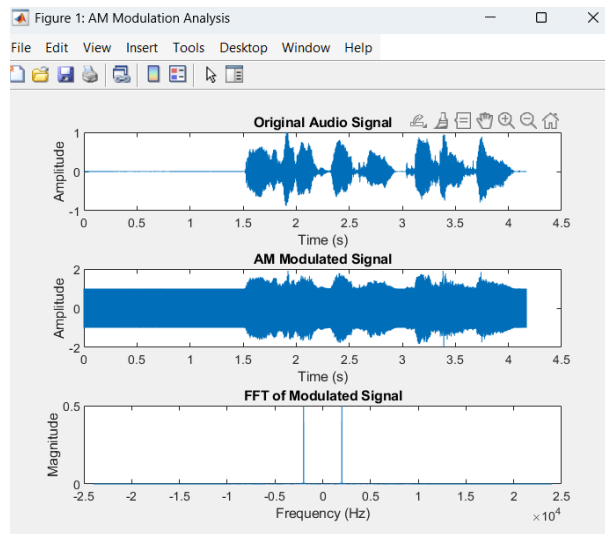 Figure 1: AM Modulation Analysis
File Edit View Insert Tools Desktop Window Help
Original Audio Signal
1
0
-1
Amplitude
0 0.5 1 1.5 2 2.5 3 3.5 4 4.5
Time (s)
AM Modulated Signal
2
0
-2
Amplitude
0 0.5 1 1.5 2 2.5 3 3.5 4 4.5
Time (s)
FFT of Modulated Signal
0.5
0
Magnitude
-2.5 -2 -1.5 -1 -0.5 0 0.5 1 1.5 2 2.5
Frequency (Hz)
×10^4